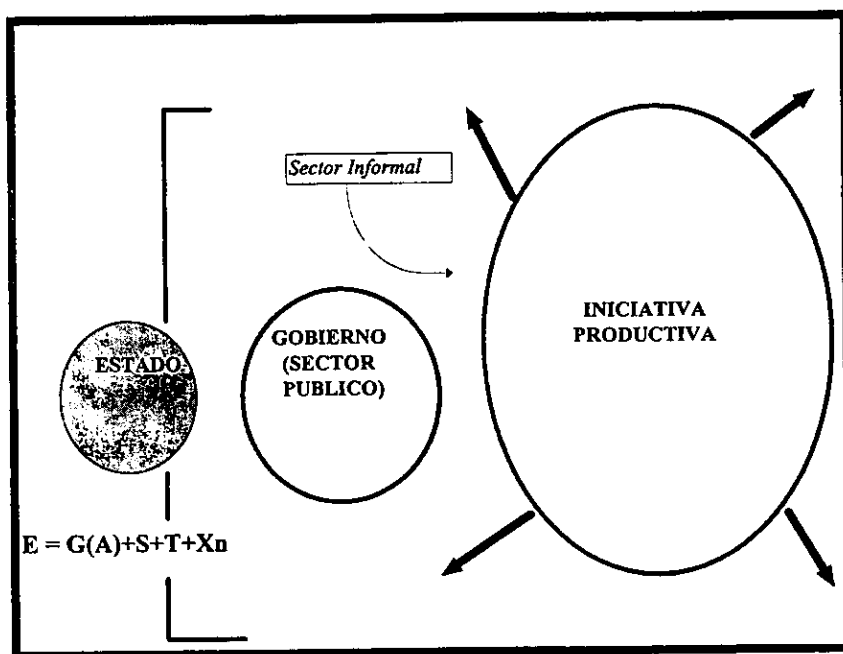 Sector Informal
INICIATIVA
PRODUCTIVA
GOBIERNO
(SECTOR
PUBLICO)
ESTADO
E = G(A)+S+T+Xn